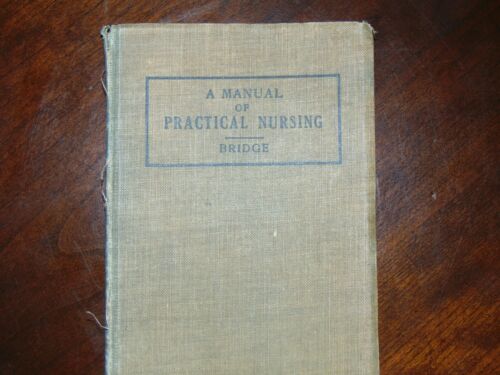 A MANUAL
OF
PRACTICAL NURSING
BRIDGE